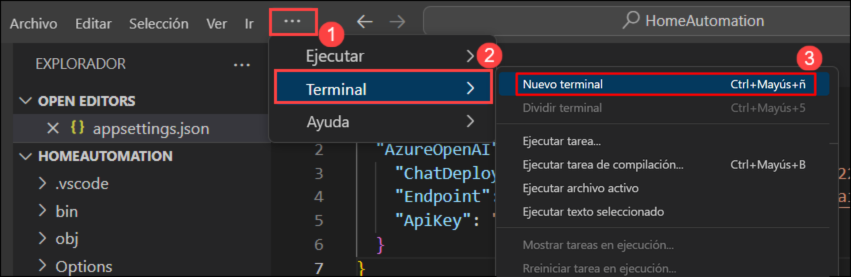 Archivo Editar Selección Ver Ir ··· HomeAutomation
1
EXPLORADOR ···
OPEN EDITORS
{} appsettings.json
HOMEAUTOMATION
.vscode
bin
obj
Options
Ejecutar
2
Terminal
Ayuda
3
Nuevo terminal Ctrl+Mayús+ñ
Dividir terminal Ctrl+Mayús+5
Ejecutar tarea...
Ejecutar tarea de compilación... Ctrl+Mayús+B
Ejecutar archivo activo
Ejecutar texto seleccionado
Mostrar tareas en ejecución...
Rreiniciar tarea en ejecución...
2 "AzureOpenAI"
3 "ChatDeploy
4 "Endpoint":
5 "ApiKey": "
6 }
7 }